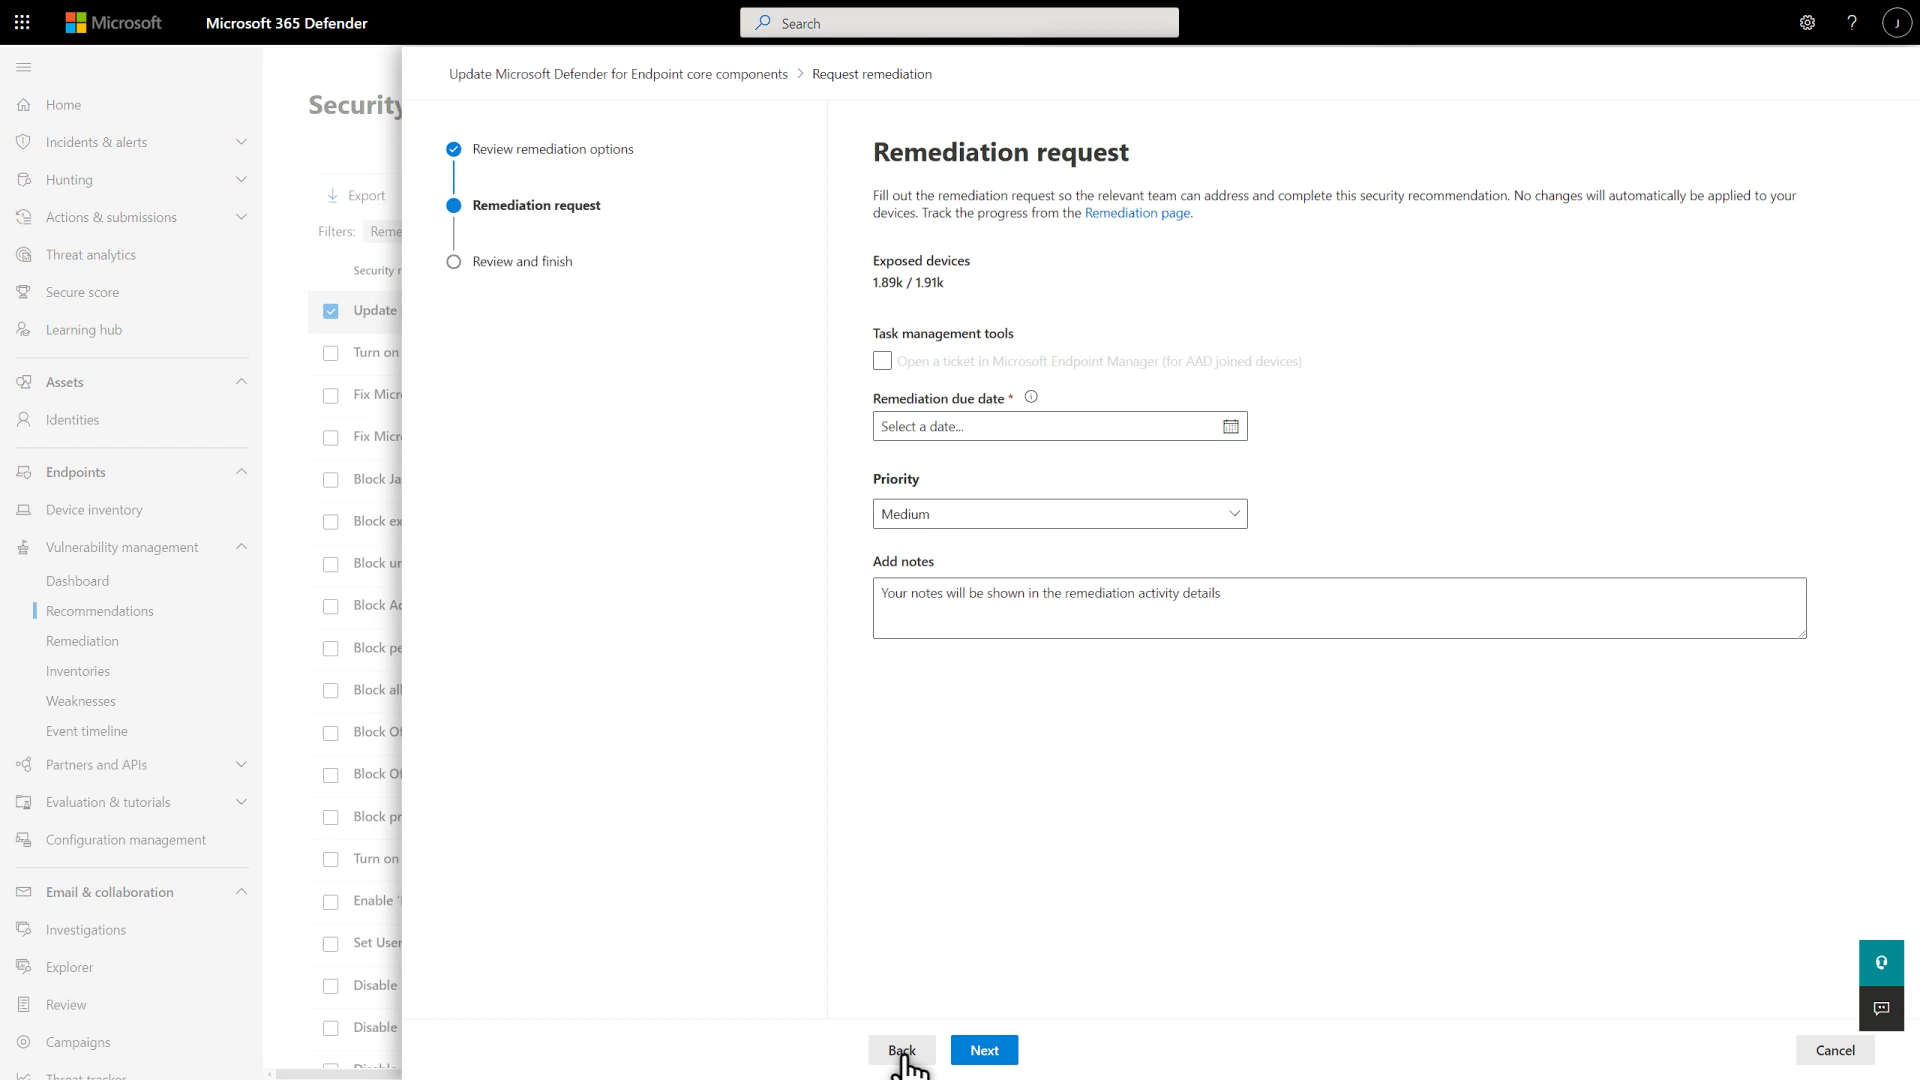 Microsoft
Microsoft 365 Defender
Search
?
J
Home
Incidents & alerts
Hunting
Actions & submissions
Threat analytics
Secure score
Learning hub
Assets
Identities
Endpoints
Device inventory
Vulnerability management
Dashboard
Recommendations
Remediation
Inventories
Weaknesses
Event timeline
Partners and APIs
Evaluation & tutorials
Configuration management
Email & collaboration
Investigations
Explorer
Review
Campaigns
Threat tracker
Security
Export
Filters: Reme
Security r
Update
Turn on
Fix Micr
Fix Micr
Block Ja
Block ex
Block un
Block Ad
Block pe
Block all
Block Of
Block Of
Block pr
Turn on
Enable 'l
Set User
Disable
Disable
Disable
Update Microsoft Defender for Endpoint core components > Request remediation
Review remediation options
Remediation request
Review and finish
Remediation request
Fill out the remediation request so the relevant team can address and complete this security recommendation. No changes will automatically be applied to your
devices. Track the progress from the Remediation page.
Exposed devices
1.89k / 1.91k
Task management tools
Open a ticket in Microsoft Endpoint Manager (for AAD joined devices)
Remediation due date *
Select a date...
Priority
Medium
Add notes
Your notes will be shown in the remediation activity details
Back
Next
Cancel